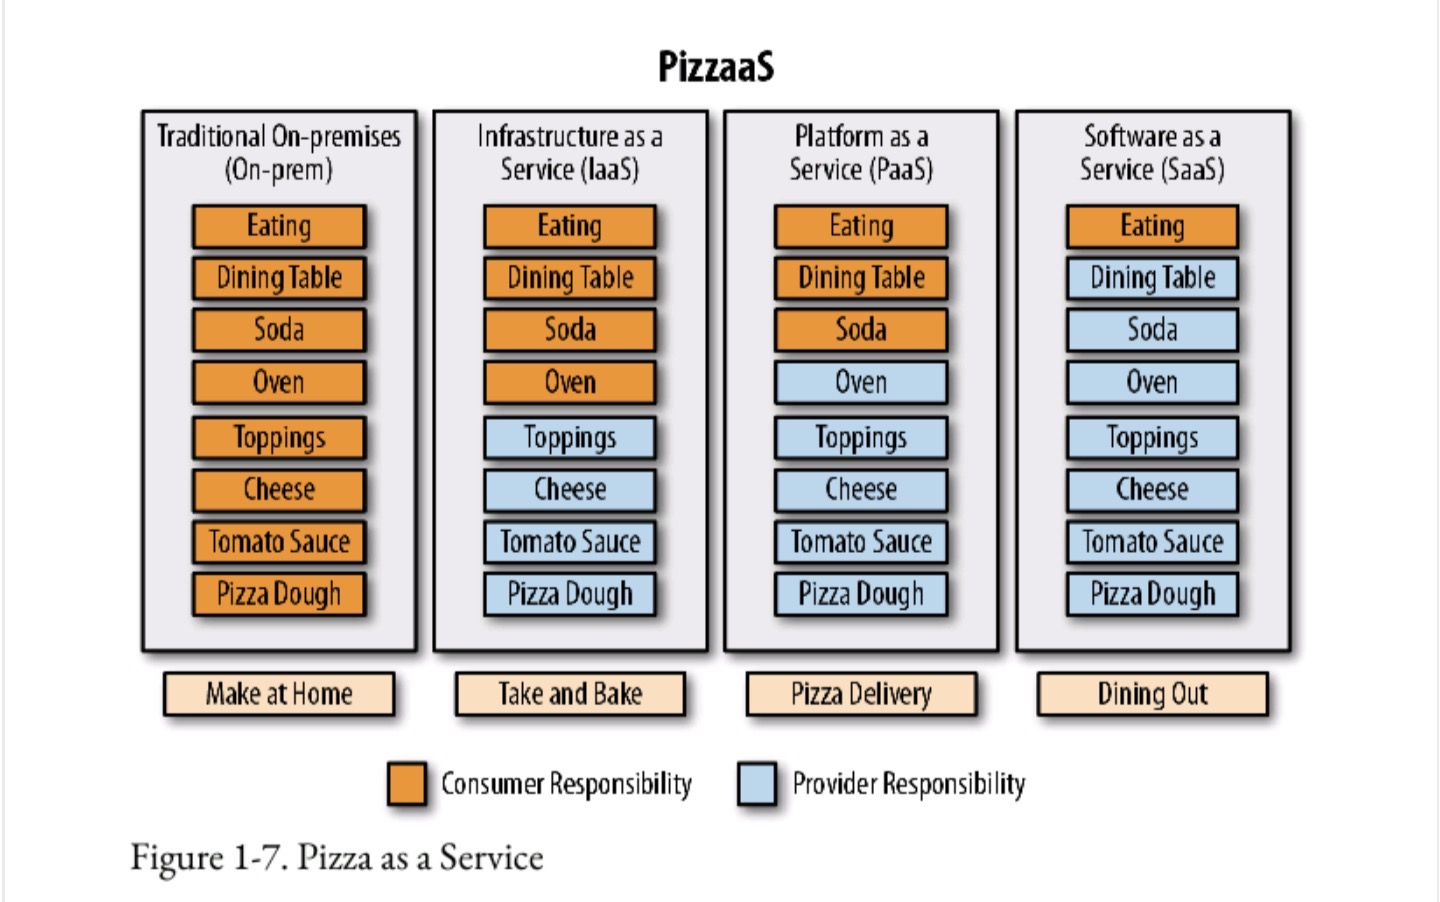 PizzaaS
Traditional On-premises
(On-prem)
Eating
Dining Table
Soda
Oven
Toppings
Cheese
Tomato Sauce
Pizza Dough
Make at Home
Infrastructure as a
Service (IaaS)
Eating
Dining Table
Soda
Oven
Toppings
Cheese
Tomato Sauce
Pizza Dough
Take and Bake
Platform as a
Service (PaaS)
Eating
Dining Table
Soda
Oven
Toppings
Cheese
Tomato Sauce
Pizza Dough
Pizza Delivery
Software as a
Service (SaaS)
Eating
Dining Table
Soda
Oven
Toppings
Cheese
Tomato Sauce
Pizza Dough
Dining Out
Consumer Responsibility
Provider Responsibility
Figure 1-7. Pizza as a Service